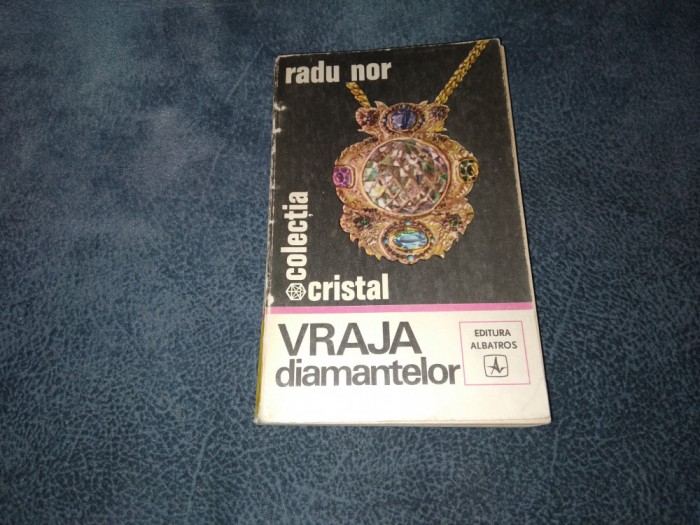 radu nor
colecția
cristal
VRAJA
diamantelor
EDITURA
ALBATROS